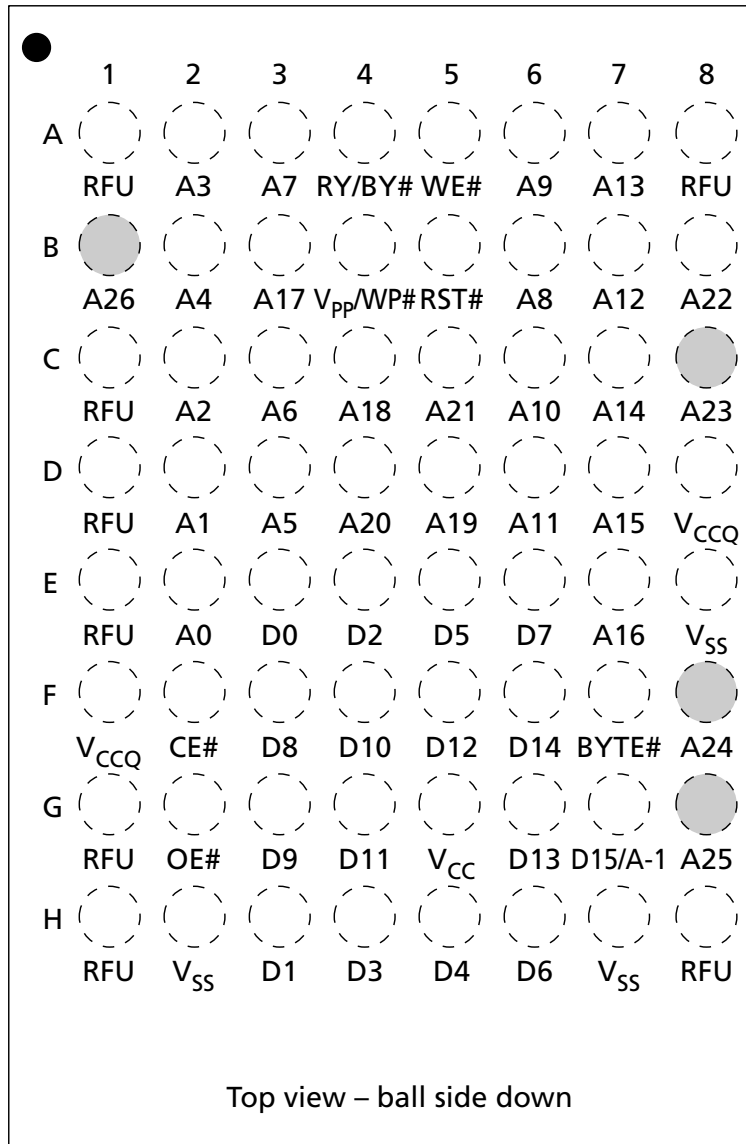 1 2 3 4 5 6 7 8
A
RFU A3 A7 RY/BY# WE# A9 A13 RFU
B
A26 A4 A17 VPP/WP# RST# A8 A12 A22
C
RFU A2 A6 A18 A21 A10 A14 A23
D
RFU A1 A5 A20 A19 A11 A15 VCCQ
E
RFU A0 D0 D2 D5 D7 A16 VSS
F
VCCQ CE# D8 D10 D12 D14 BYTE# A24
G
RFU OE# D9 D11 VCC D13 D15/A-1 A25
H
RFU VSS D1 D3 D4 D6 VSS RFU
Top view – ball side down